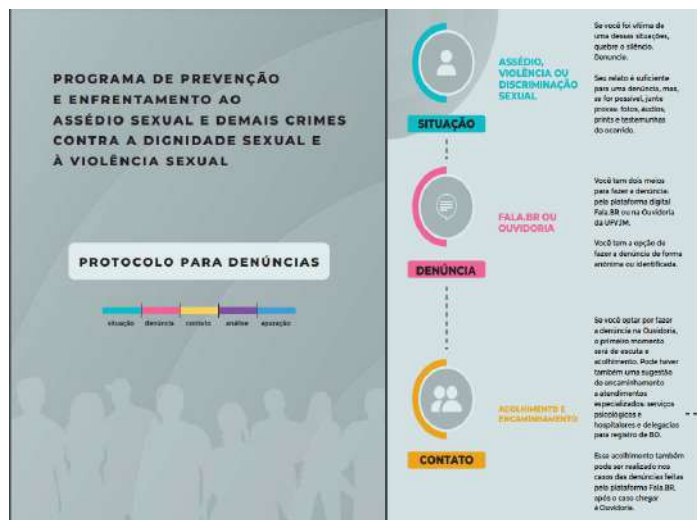 PROGRAMA DE PREVENÇÃO
E ENFRENTAMENTO AO
ASSÉDIO SEXUAL E DEMAIS CRIMES
CONTRA A DIGNIDADE SEXUAL E
À VIOLÊNCIA SEXUAL
PROTOCOLO PARA DENÚNCIAS
situação denúncia contato análise apuração
ASSÉDIO,
VIOLÊNCIA OU
DISCRIMINAÇÃO
SEXUAL
SITUAÇÃO
Se você foi vítima de
uma dessas situações,
quebre o silêncio.
Denuncie.
Seu relato é suficiente
para uma denúncia, mas,
se for possível, junte
provas: fotos, áudios,
prints e testemunhas
do ocorrido.
FALA.BR OU
OUVIDORIA
DENÚNCIA
Você tem dois meios
para fazer a denúncia:
pela plataforma digital
Fala.BR ou na Ouvidoria
da UFVJM.
Você tem a opção de
fazer a denúncia de forma
anônima ou identificada.
ACOLHIMENTO E
ENCAMINHAMENTO
CONTATO
Se você optar por fazer
a denúncia na Ouvidoria,
o primeiro momento
será de escuta e
acolhimento. Pode haver
também uma sugestão
de encaminhamento
a atendimentos
especializados: serviços
psicológicos e
hospitalares e delegacias
para registro de BO.
Esse acolhimento também
pode ser realizado nos
casos das denúncias feitas
pela plataforma Fala.BR,
após o caso chegar
à Ouvidoria.